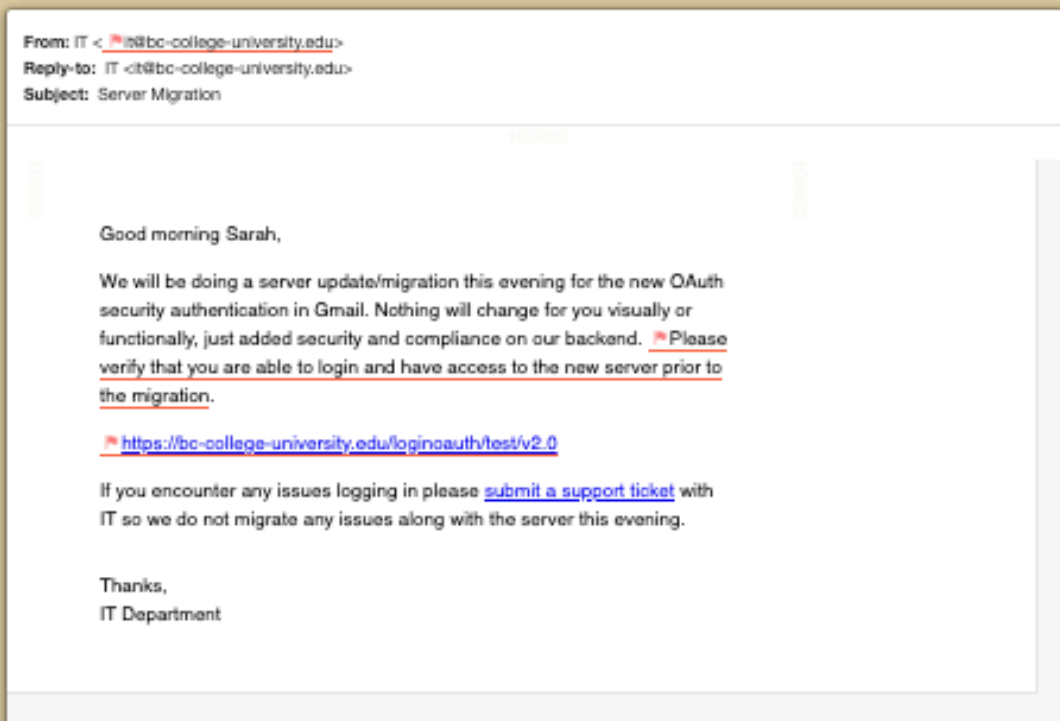 From: IT <it@bc-college-university.edu>
Reply-to: IT <it@bc-college-university.edu>
Subject: Server Migration
Good morning Sarah,
We will be doing a server update/migration this evening for the new OAuth
security authentication in Gmail. Nothing will change for you visually or
functionally, just added security and compliance on our backend. Please
verify that you are able to login and have access to the new server prior to
the migration.
https://bc-college-university.edu/loginoauth/test/v2.0
If you encounter any issues logging in please submit a support ticket with
IT so we do not migrate any issues along with the server this evening.
Thanks,
IT Department